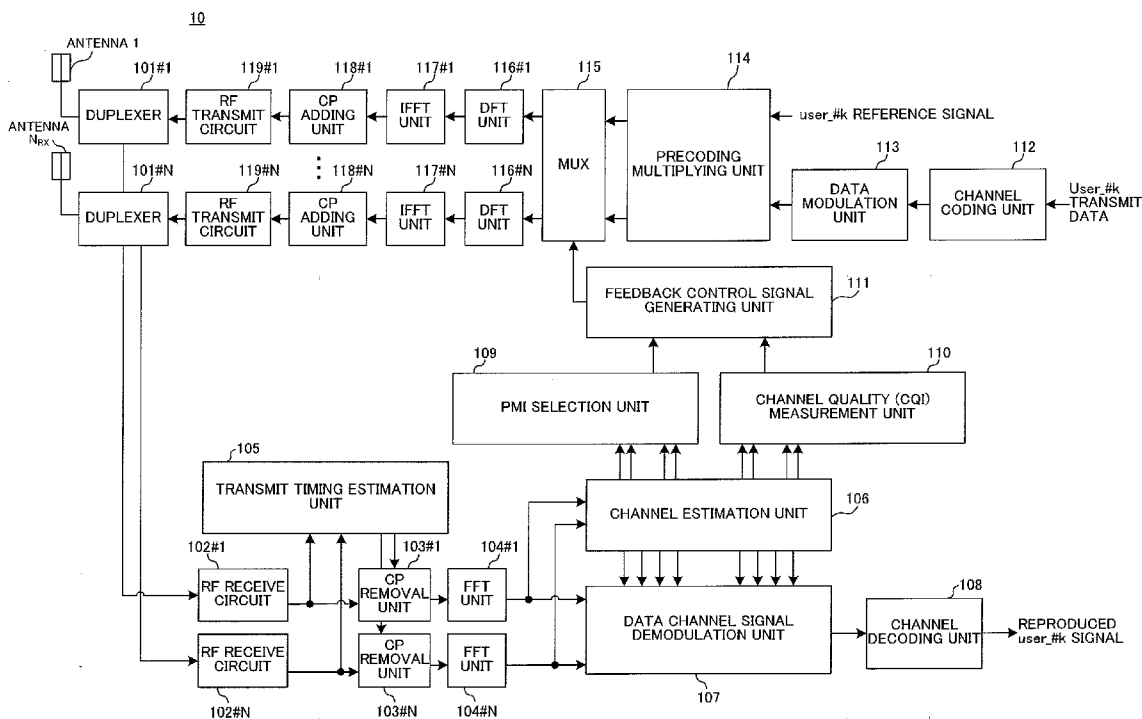 10
ANTENNA 1
101#1
119#1
118#1
117#1
116#1
115
114
DUPLEXER
RF
TRANSMIT
CIRCUIT
CP
ADDING
UNIT
IFFT
UNIT
DFT
UNIT
MUX
PRECODING
MULTIPLYING UNIT
user_#k REFERENCE SIGNAL
ANTENNA
NRX
101#N
119#N
118#N
117#N
116#N
113
112
DUPLEXER
RF
TRANSMIT
CIRCUIT
CP
ADDING
UNIT
IFFT
UNIT
DFT
UNIT
DATA
MODULATION
UNIT
CHANNEL
CODING UNIT
User_#k
TRANSMIT
DATA
FEEDBACK CONTROL SIGNAL
GENERATING UNIT
111
109
110
PMI SELECTION UNIT
CHANNEL QUALITY (CQI)
MEASUREMENT UNIT
105
TRANSMIT TIMING ESTIMATION
UNIT
CHANNEL ESTIMATION UNIT
106
102#1
103#1
104#1
RF RECEIVE
CIRCUIT
CP
REMOVAL
UNIT
FFT
UNIT
DATA CHANNEL SIGNAL
DEMODULATION UNIT
108
CHANNEL
DECODING UNIT
REPRODUCED
user_#k SIGNAL
RF RECEIVE
CIRCUIT
CP
REMOVAL
UNIT
FFT
UNIT
102#N
103#N
104#N
107